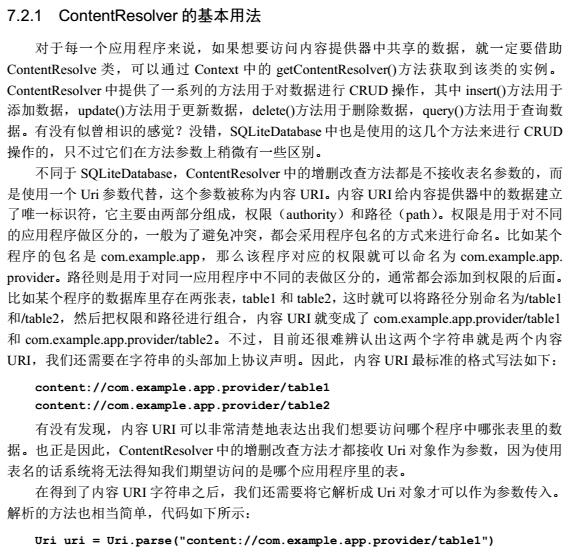 7.2.1 ContentResolver 的基本用法
对于每一个应用程序来说，如果想要访问内容提供器中共享的数据，就一定要借助
ContentResolve 类，可以通过 Context 中的 getContentResolver()方法获取到该类的实例。
ContentResolver 中提供了一系列的方法用于对数据进行 CRUD 操作，其中 insert()方法用于
添加数据，update()方法用于更新数据，delete()方法用于删除数据，query()方法用于查询数
据。有没有似曾相识的感觉？没错，SQLiteDatabase 中也是使用的这几个方法来进行 CRUD
操作的，只不过它们在方法参数上稍微有一些区别。
不同于 SQLiteDatabase，ContentResolver 中的增删改查方法都是不接收表名参数的，而
是使用一个 Uri 参数代替，这个参数被称为内容 URI。内容 URI 给内容提供器中的数据建立
了唯一标识符，它主要由两部分组成，权限（authority）和路径（path）。权限是用于对不同
的应用程序做区分的，一般为了避免冲突，都会采用程序包名的方式来进行命名。比如某个
程序的包名是 com.example.app，那么该程序对应的权限就可以命名为 com.example.app.
provider。路径则是用于对同一应用程序中不同的表做区分的，通常都会添加到权限的后面。
比如某个程序的数据库里存在两张表，table1 和 table2，这时就可以将路径分别命名为/table1
和/table2，然后把权限和路径进行组合，内容 URI 就变成了 com.example.app.provider/table1
和 com.example.app.provider/table2。不过，目前还很难辨认出这两个字符串就是两个内容
URI，我们还需要在字符串的头部加上协议声明。因此，内容 URI 最标准的格式写法如下：
content://com.example.app.provider/table1
content://com.example.app.provider/table2
有没有发现，内容 URI 可以非常清楚地表达出我们想要访问哪个程序中哪张表里的数
据。也正是因此，ContentResolver 中的增删改查方法才都接收 Uri 对象作为参数，因为使用
表名的话系统将无法得知我们期望访问的是哪个应用程序里的表。
在得到了内容 URI 字符串之后，我们还需要将它解析成 Uri 对象才可以作为参数传入。
解析的方法也相当简单，代码如下所示：
Uri uri = Uri.parse("content://com.example.app.provider/table1")